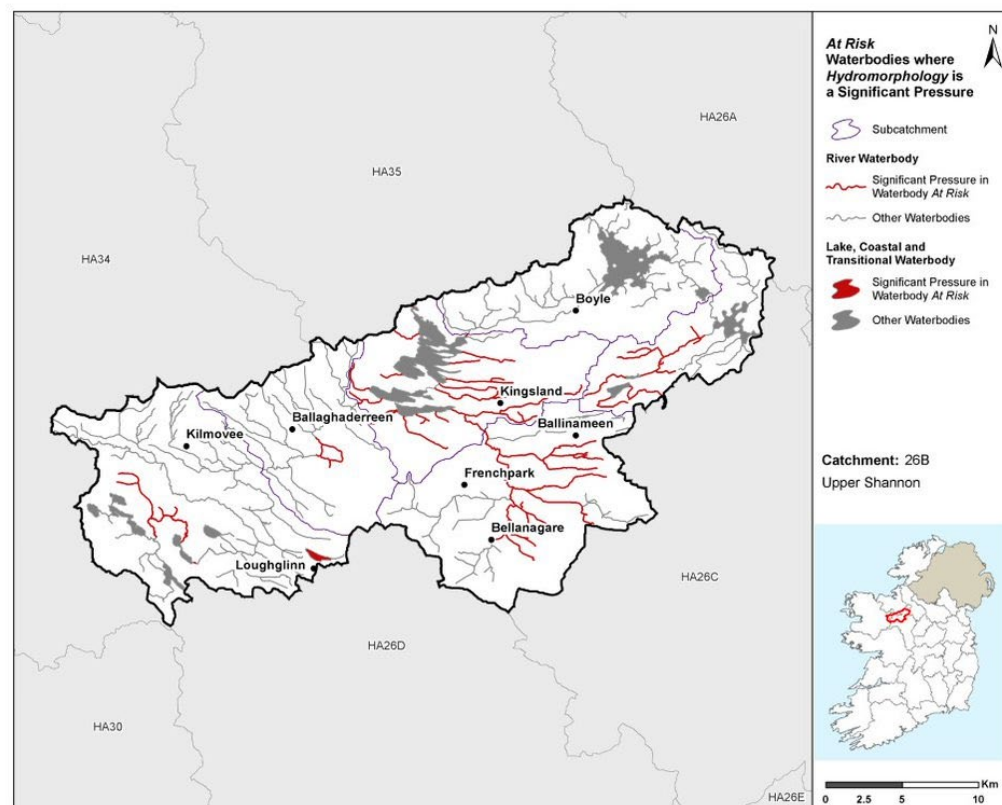 HA26A
HA35
HA34
Boyle
Kingsland
Ballaghaderreen
Ballinameen
Kilmovee
Frenchpark
Bellanagare
Loughglinn
HA26C
HA26D
HA30
HA26E
N
At Risk
Waterbodies where
Hydromorphology is
a Significant Pressure
Subcatchment
River Waterbody
Significant Pressure in
Waterbody At Risk
Other Waterbodies
Lake, Coastal and
Transitional Waterbody
Significant Pressure in
Waterbody At Risk
Other Waterbodies
Catchment: 26B
Upper Shannon
Km
0 2.5 5 10